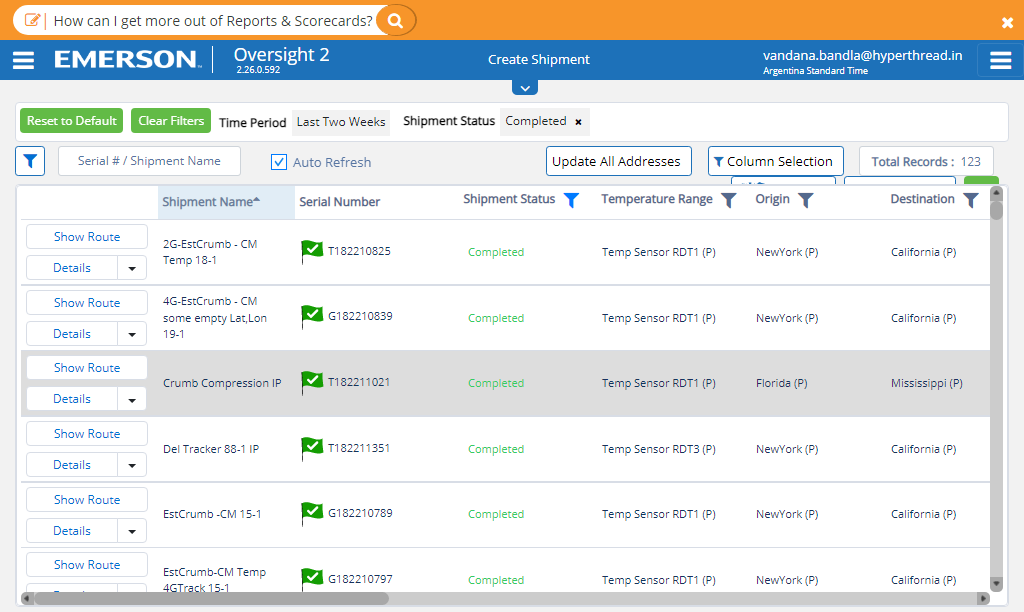 How can I get more out of Reports & Scorecards?
EMERSON
Oversight 2
2.26.0.592
Create Shipment
vandana.bandla@hyperthread.in
Argentina Standard Time
Reset to Default
Clear Filters
Time Period
Last Two Weeks
Shipment Status
Completed ×
Serial # / Shipment Name
Auto Refresh
Update All Addresses
Column Selection
Total Records : 123
Shipment Name
Serial Number
Shipment Status
Temperature Range
Origin
Destination
Show Route
Details
2G-EstCrumb - CM
Temp 18-1
T182210825
Completed
Temp Sensor RDT1 (P)
NewYork (P)
California (P)
Show Route
Details
4G-EstCrumb - CM
some empty Lat,Lon
19-1
G182210839
Completed
Temp Sensor RDT1 (P)
NewYork (P)
California (P)
Show Route
Details
Crumb Compression IP
T182211021
Completed
Temp Sensor RDT1 (P)
Florida (P)
Mississippi (P)
Show Route
Details
Del Tracker 88-1 IP
T182211351
Completed
Temp Sensor RDT3 (P)
NewYork (P)
California (P)
Show Route
Details
EstCrumb -CM 15-1
G182210789
Completed
Temp Sensor RDT1 (P)
NewYork (P)
California (P)
Show Route
EstCrumb-CM Temp
4GTrack 15-1
G182210797
Completed
Temp Sensor RDT1 (P)
NewYork (P)
California (P)